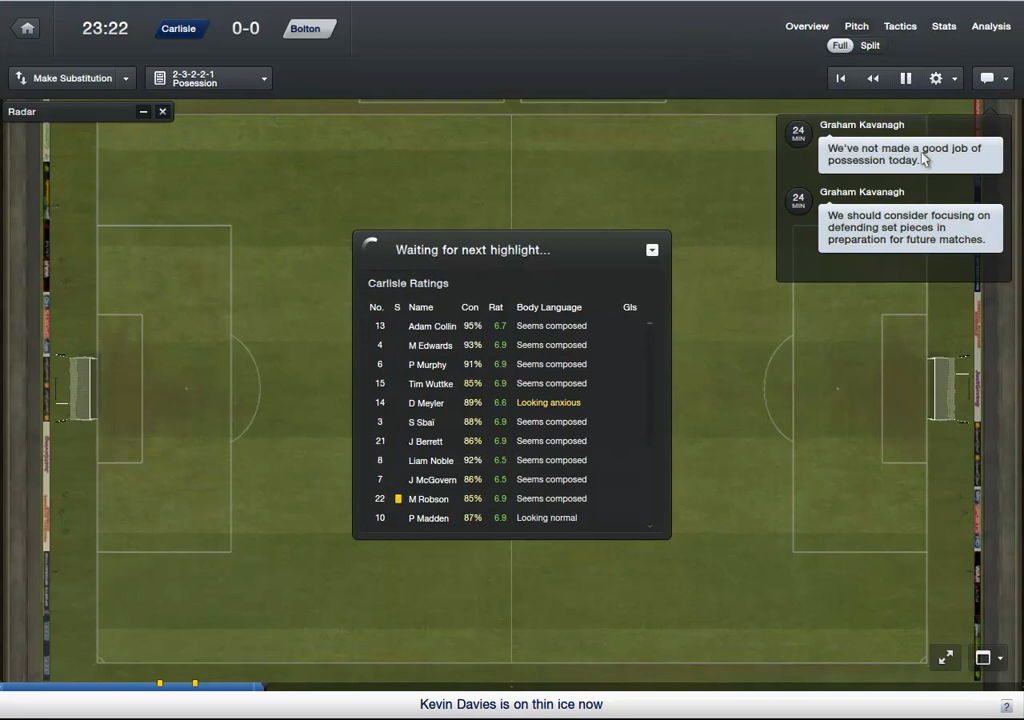 23:22
Carlisle
0-0
Bolton
Overview
Pitch
Tactics
Stats
Analysis
Full
Split
Make Substitution
2-3-2-2-1
Posession
Radar
24
MIN
Graham Kavanagh
We've not made a good job of
possession today.
24
MIN
Graham Kavanagh
We should consider focusing on
defending set pieces in
preparation for future matches.
Waiting for next highlight...
Carlisle Ratings
No. S Name Con Rat Body Language Gls
13 Adam Collin 95% 6.7 Seems composed
4 M Edwards 93% 6.9 Seems composed
6 P Murphy 91% 6.9 Seems composed
15 Tim Wuttke 85% 6.9 Seems composed
14 D Meyler 89% 6.6 Looking anxious
3 S Sbaï 88% 6.9 Seems composed
21 J Berrett 86% 6.9 Seems composed
8 Liam Noble 92% 6.5 Seems composed
7 J McGovern 86% 6.5 Seems composed
22 M Robson 85% 6.9 Seems composed
10 P Madden 87% 6.9 Looking normal
Kevin Davies is on thin ice now
?